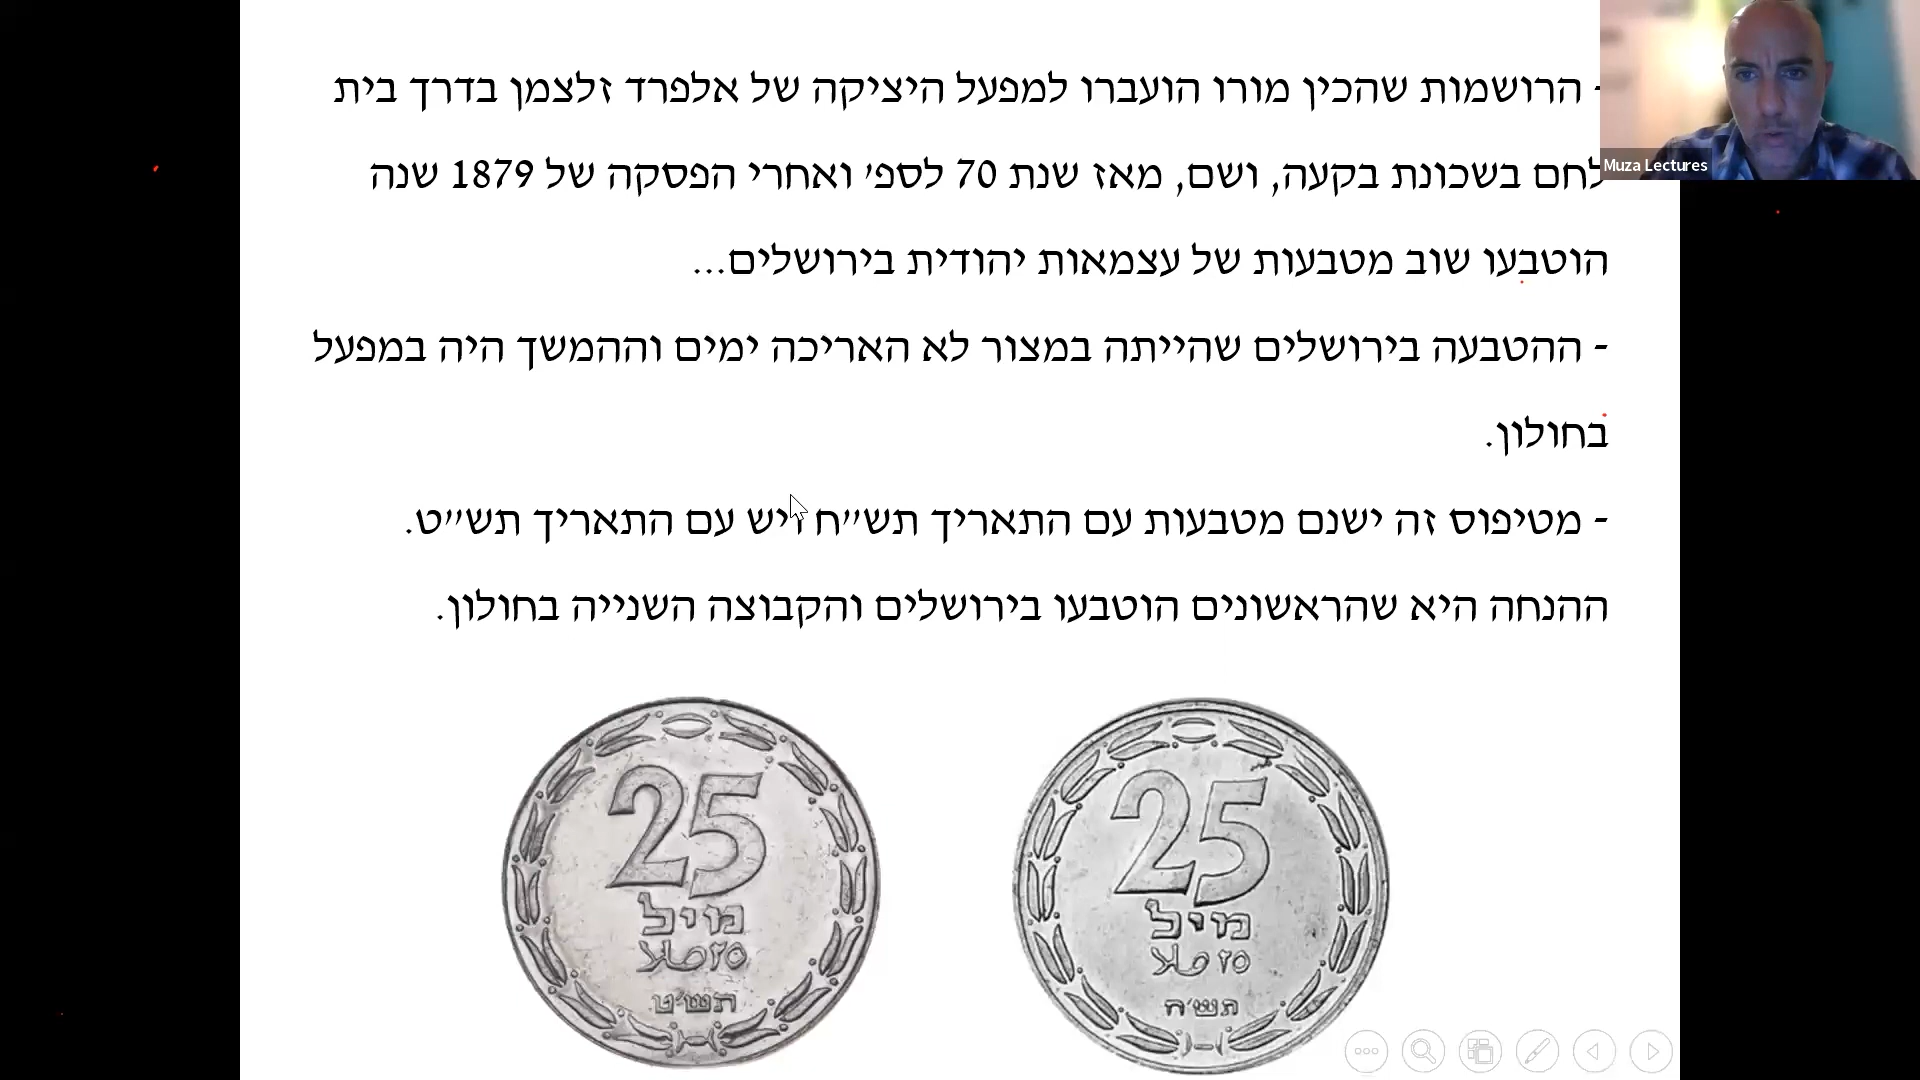 - הרושמות שהכין מורו הועברו למפעל היציקה של אלפרד זלצמן בדרך בית
לחם בשכונת בקעה, ושם, מאז שנת 70 לספ' ואחרי הפסקה של 1879 שנה
הוטבעו שוב מטבעות של עצמאות יהודית בירושלים...
- ההטבעה בירושלים שהייתה במצור לא האריכה ימים וההמשך היה במפעל
בחולון.
- מטיפוס זה ישנם מטבעות עם התאריך תש"ח ויש עם התאריך תש"ט.
ההנחה היא שהראשונים הוטבעו בירושלים והקבוצה השנייה בחולון.
Muza Lectures
25
מיל
תש"ט
25
מיל
תש"ח